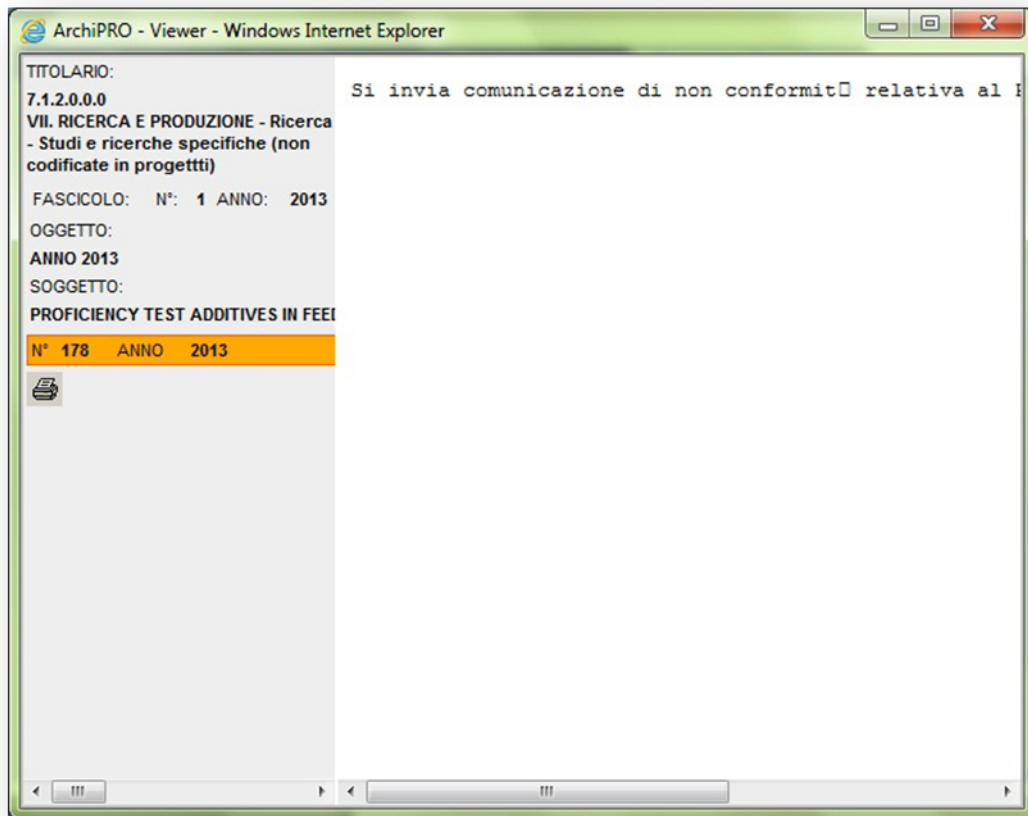 ArchiPRO - Viewer - Windows Internet Explorer
TITOLARIO:
7.1.2.0.0.0
VII. RICERCA E PRODUZIONE - Ricerca
- Studi e ricerche specifiche (non
codificate in progettti)
FASCICOLO: N°: 1 ANNO: 2013
OGGETTO:
ANNO 2013
SOGGETTO:
PROFICIENCY TEST ADDITIVES IN
N° 178 ANNO 2013
Si invia comunicazione di non conformit□ relativa al